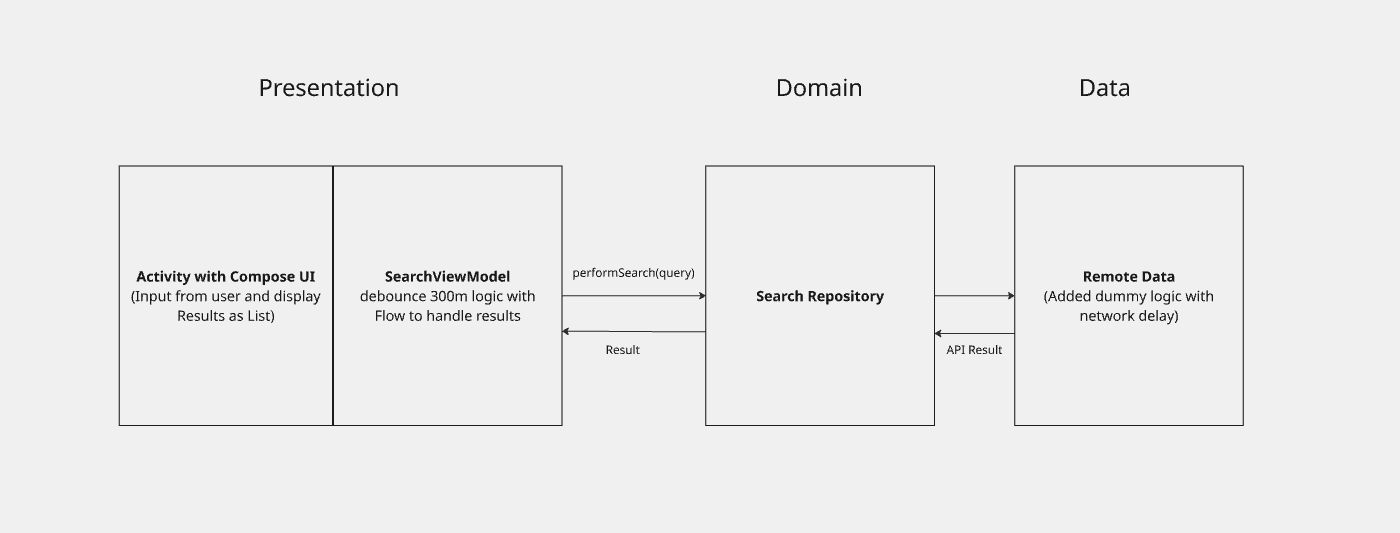 Presentation
Domain
Data
Activity with Compose UI
(Input from user and display
Results as List)
SearchViewModel
debounce 300m logic with
Flow to handle results
performSearch(query)
Result
Search Repository
API Result
Remote Data
(Added dummy logic with
network delay)